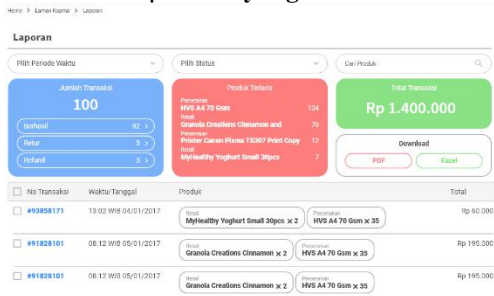 Home > Laman Kopma > Laporan
Laporan
Pilih Periode Waktu
Pilih Status
Cari Produk
Jumlah Transaksi
100
Berhasil 92 >
Retur 5 >
Refund 3 >
Produk Terlaris
Percetakan
HVS A4 70 Gsm 134
Retail
Granola Creations Cinnamon and 76
Penyewaan
Printer Canon Pixma TS307 Print Copy 12
Retail
MyHealthy Yoghurt Small 30pcs 7
Total Transaksi
Rp 1.400.000
Download
PDF Excel
No Transaksi Waktu/Tanggal Produk Total
#93858171 13:02 WIB 04/01/2017 Retail MyHealthy Yoghurt Small 30pcs x 2 Percetakan HVS A4 70 Gsm x 35 Rp 60.000
#91828101 08:12 WIB 05/01/2017 Retail Granola Creations Cinnamon x 2 Percetakan HVS A4 70 Gsm x 35 Rp 195.000
#91828101 08:12 WIB 05/01/2017 Retail Granola Creations Cinnamon x 2 Percetakan HVS A4 70 Gsm x 35 Rp 195.000